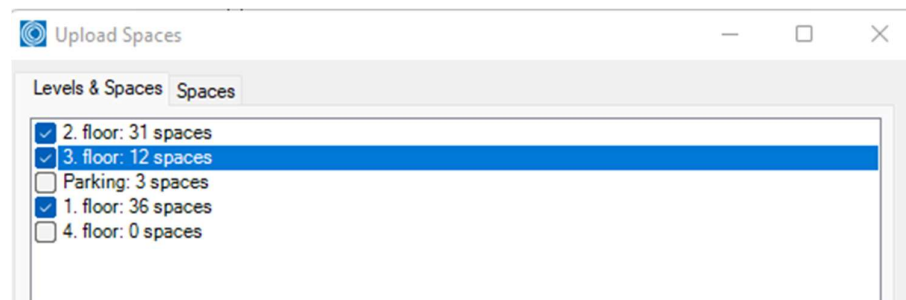 Upload Spaces
Levels & Spaces Spaces
2. floor: 31 spaces
3. floor: 12 spaces
Parking: 3 spaces
1. floor: 36 spaces
4. floor: 0 spaces